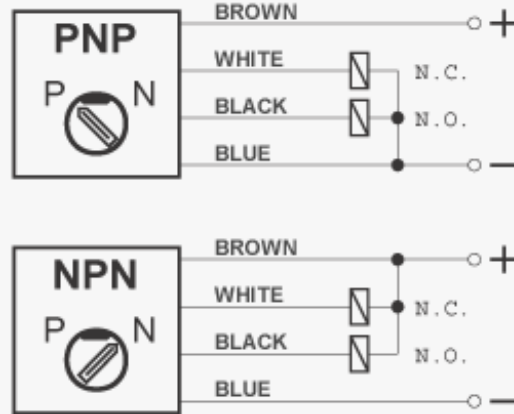 BROWN
PNP
WHITE
N.C.
P N
BLACK
N.O.
BLUE
BROWN
NPN
WHITE
N.C.
P N
BLACK
N.O.
BLUE